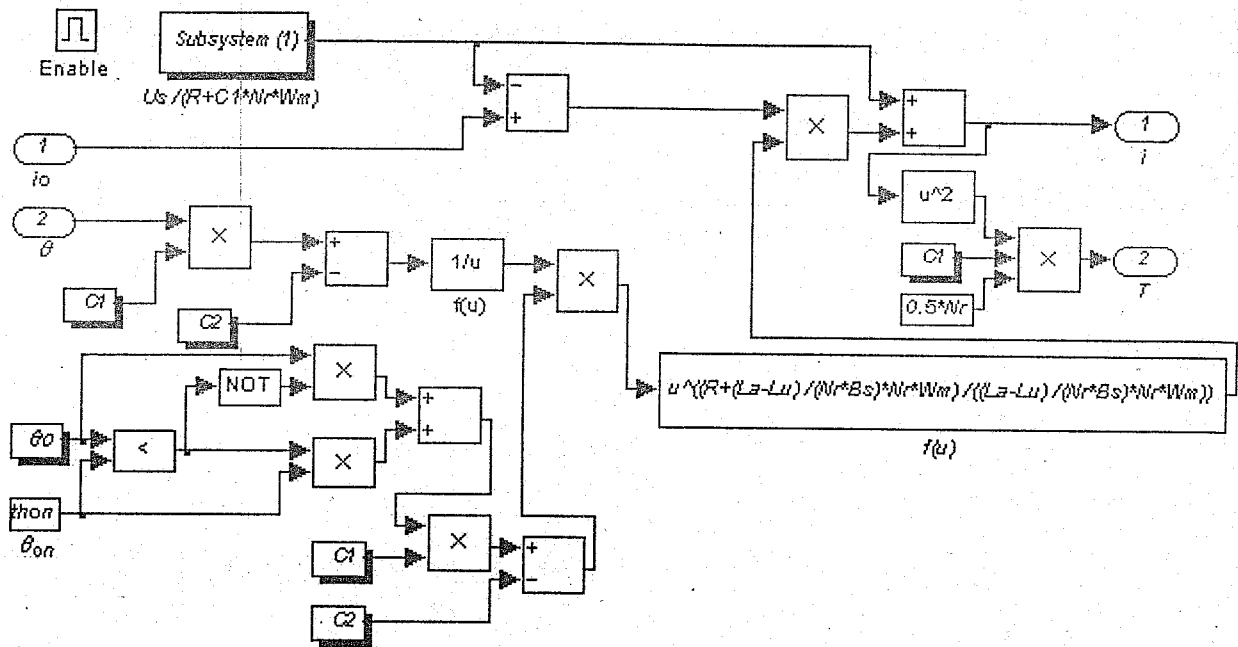 Enable
Subsystem (1)
Us /(R+C1*Nr*Wm)
−
+
1
io
2
θ
×
C1
+
−
C2
1/u
f(u)
×
×
+
+
1
i
u^2
C1
0.5*Nr
×
2
T
u^((R+(La-Lu)/(Nr*Bs)*Nr*Wm)/((La-Lu)/(Nr*Bs)*Nr*Wm))
f(u)
NOT
×
+
+
θo
<
×
thon
θon
C1
×
+
−
C2